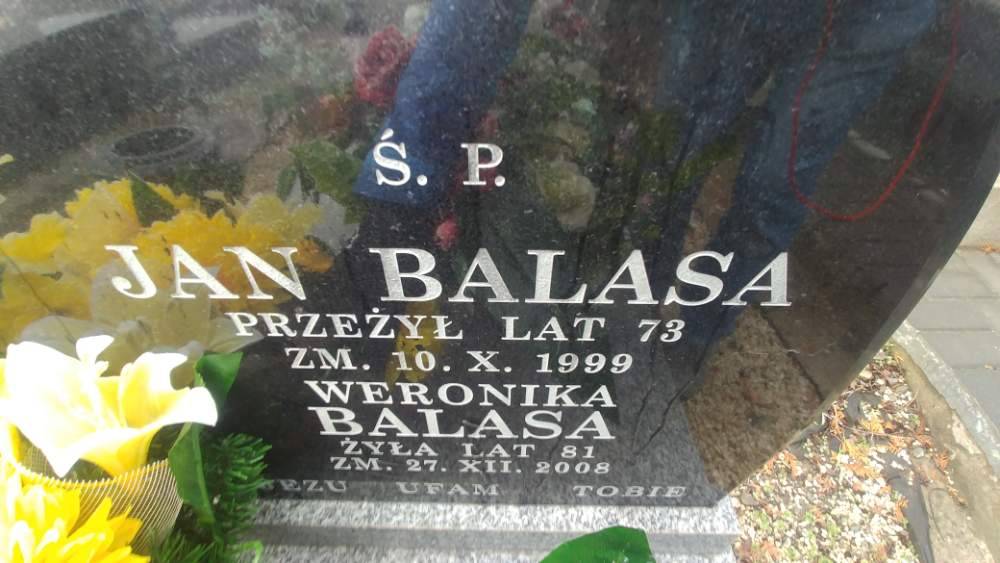 Ś. P.
JAN BALASA
PRZEŻYŁ LAT 73
ZM. 10. X. 1999
WERONIKA
BALASA
ŻYŁA LAT 81
ZM. 27. XII. 2008
JEZU UFAM TOBIE